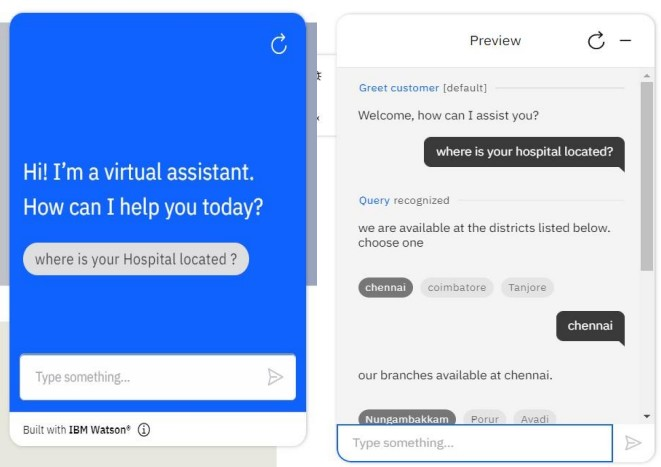 Hi! I'm a virtual assistant.
How can I help you today?
where is your Hospital located ?
Type something...
Built with IBM Watson®
Preview
Greet customer [default]
Welcome, how can I assist you?
where is your hospital located?
Query recognized
we are available at the districts listed below.
choose one
chennai coimbatore Tanjore
chennai
our branches available at chennai.
Nungambakkam Porur Avadi
Type something...